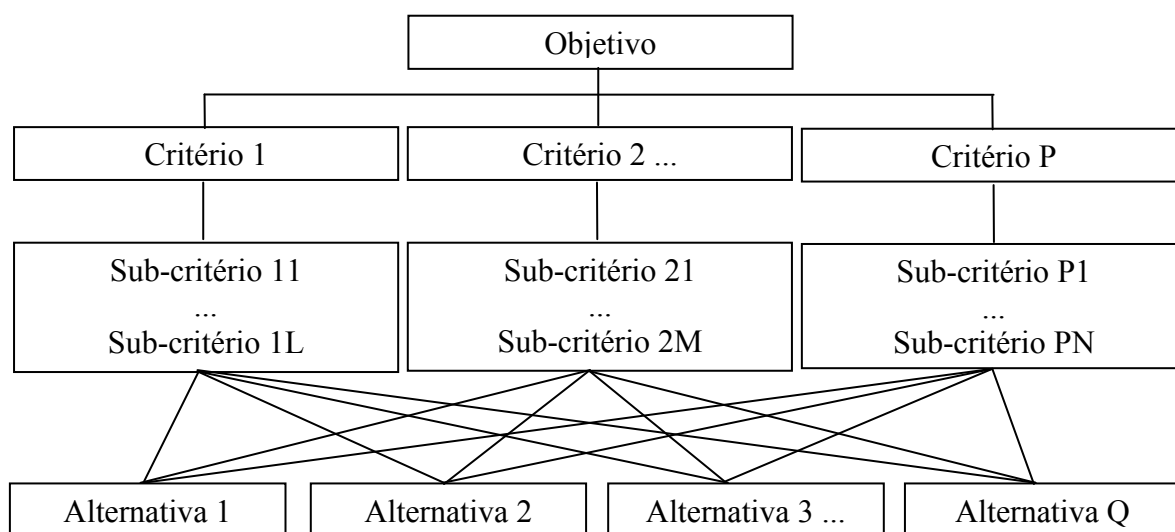 Objetivo
Critério 1
Critério 2 ...
Critério P
Sub-critério 11
...
Sub-critério 1L
Sub-critério 21
...
Sub-critério 2M
Sub-critério P1
...
Sub-critério PN
Alternativa 1
Alternativa 2
Alternativa 3 ...
Alternativa Q